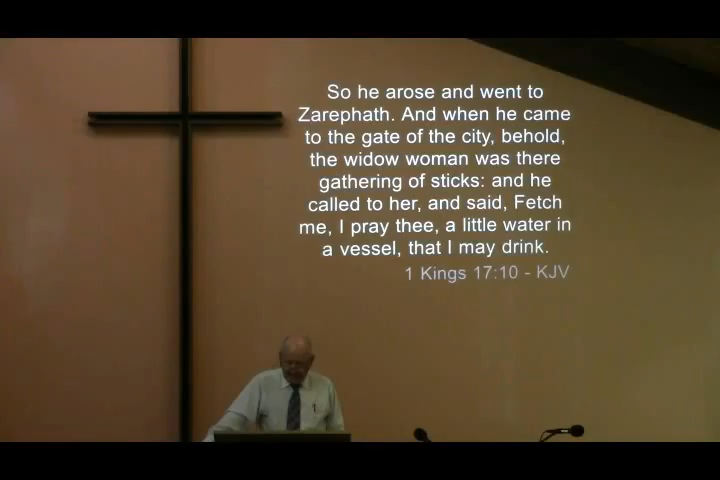 So he arose and went to
Zarephath. And when he came
to the gate of the city, behold,
the widow woman was there
gathering of sticks: and he
called to her, and said, Fetch
me, I pray thee, a little water in
a vessel, that I may drink.
1 Kings 17:10 - KJV